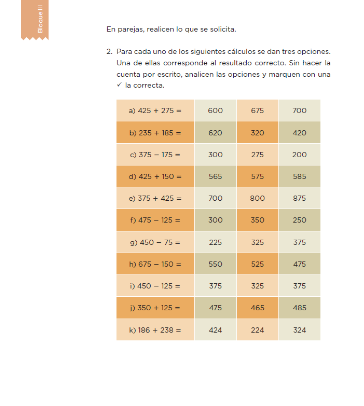 Bloque II
En parejas, realicen lo que se solicita.
2. Para cada uno de los siguientes cálculos se dan tres opciones.
Una de ellas corresponde al resultado correcto. Sin hacer la
cuenta por escrito, analicen las opciones y marquen con una
✓ la correcta.
a) 425 + 275 = 600 675 700
b) 235 + 185 = 620 320 420
c) 375 − 175 = 300 275 200
d) 425 + 150 = 565 575 585
e) 375 + 425 = 700 800 875
f) 475 − 125 = 300 350 250
g) 450 − 75 = 225 325 375
h) 675 − 150 = 550 525 475
i) 450 − 125 = 375 325 375
j) 350 + 125 = 475 465 485
k) 186 + 238 = 424 224 324